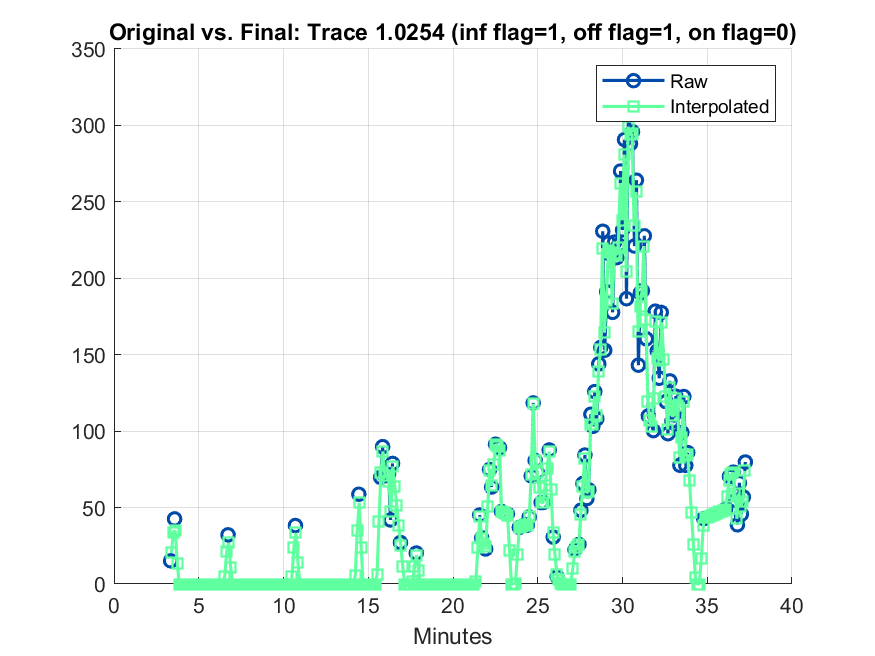 Original vs. Final: Trace 1.0254 (inf flag=1, off flag=1, on flag=0)
350
300
250
200
150
100
50
0
Raw
Interpolated
0 5 10 15 20 25 30 35 40
Minutes